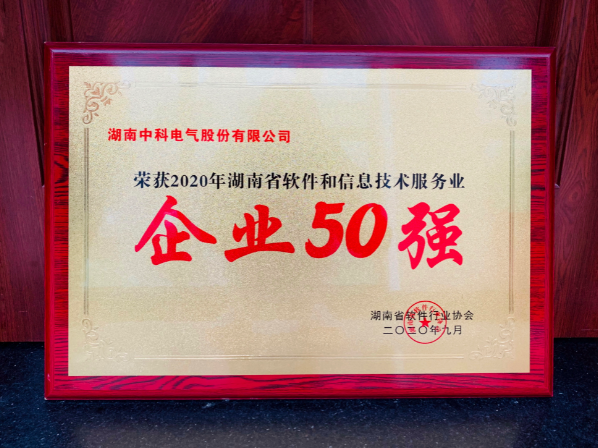 湖南中科电气股份有限公司
荣获2020年湖南省软件和信息技术服务业
企业50强
湖南省软件行业协会
二〇二〇年九月